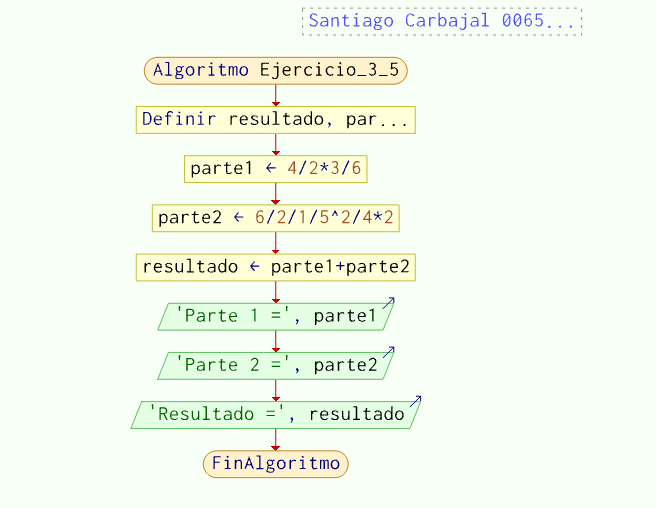 Santiago Carbajal 0065...
Algoritmo Ejercicio_3_5
Definir resultado, par...
parte1 ← 4/2*3/6
parte2 ← 6/2/1/5^2/4*2
resultado ← parte1+parte2
'Parte 1 =', parte1
'Parte 2 =', parte2
'Resultado =', resultado
FinAlgoritmo